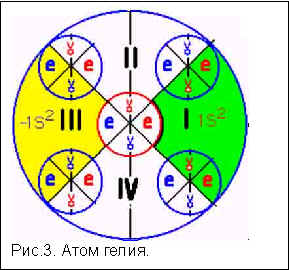 II
γ γ
e e e e
γ γ
-1S² III γ I 1S²
e e
γ
γ γ
e e IV e e
γ γ
Рис.3. Атом гелия.